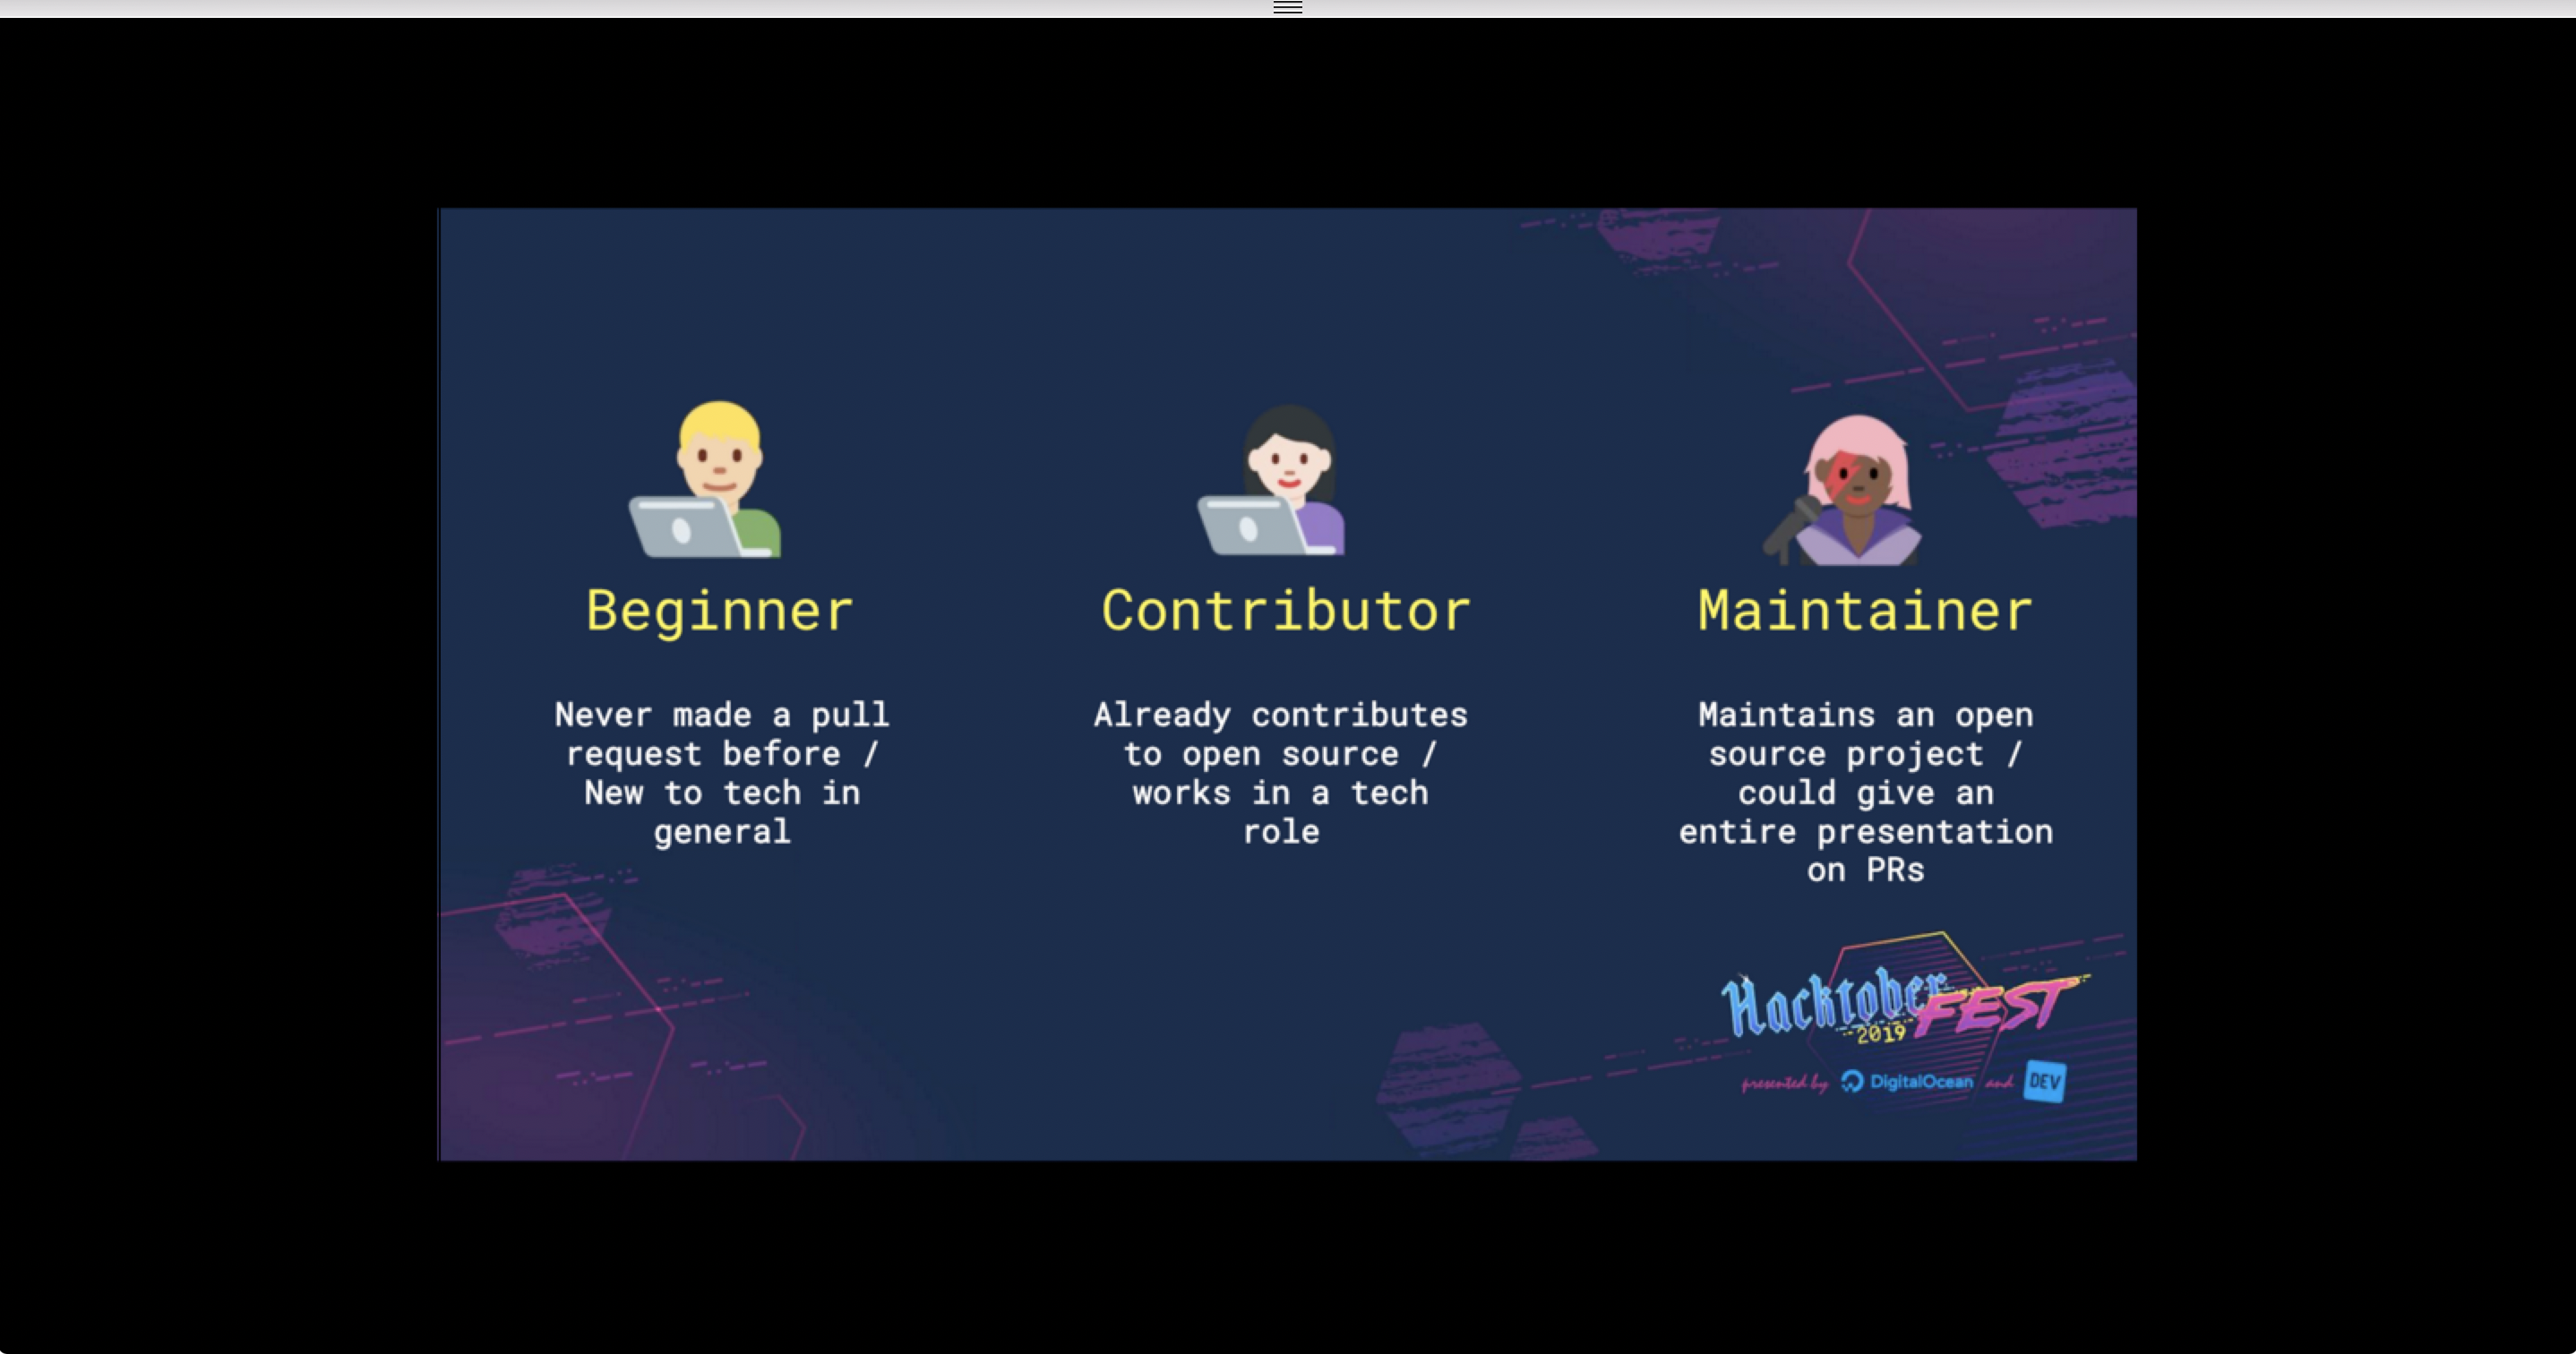 Beginner
Never made a pull
request before /
New to tech in
general
Contributor
Already contributes
to open source /
works in a tech
role
Maintainer
Maintains an open
source project /
could give an
entire presentation
on PRs
Hacktober FEST
2019
presented by DigitalOcean and DEV